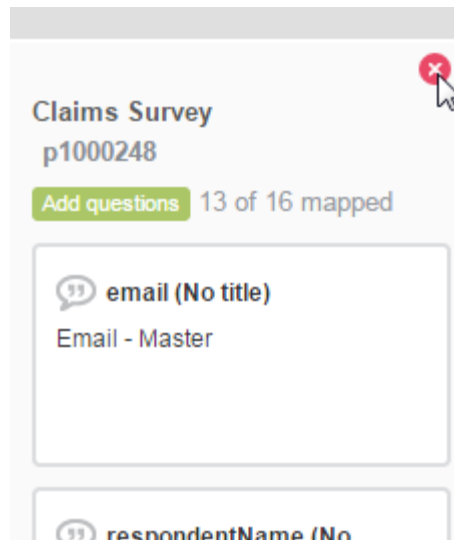 Claims Survey
p1000248
Add questions 13 of 16 mapped
email (No title)
Email - Master
respondentName (No